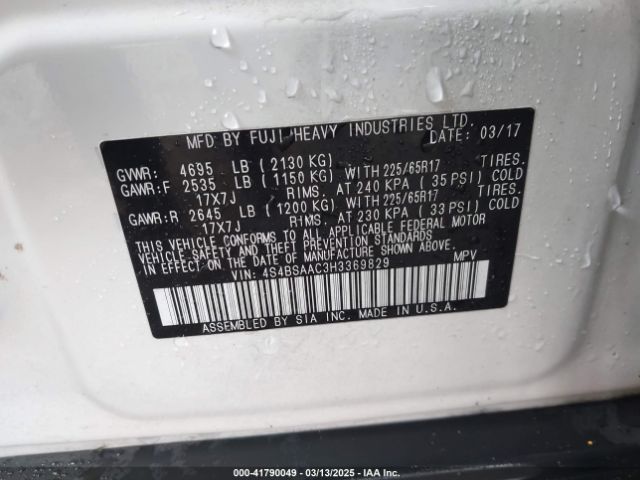 MFD BY FUJI HEAVY INDUSTRIES LTD.
DATE: 03/17
GVWR: 4695 LB (2130 KG)
GAWR:F 2535 LB (1150 KG) WITH 225/65R17 TIRES.
17X7J RIMS. AT 240 KPA (35 PSI) COLD
GAWR:R 2645 LB (1200 KG) WITH 225/65R17 TIRES.
17X7J RIMS. AT 230 KPA (33 PSI) COLD
THIS VEHICLE CONFORMS TO ALL APPLICABLE FEDERAL MOTOR
VEHICLE SAFETY AND THEFT PREVENTION STANDARDS IN EFFECT
ON THE DATE OF MANUFACTURE SHOWN ABOVE.
VIN: 4S4BSAAC3H3369829 MPV
ASSEMBLED BY SIA INC. MADE IN U.S.A.
000-41790049 — 03/13/2025 — IAAI.COM